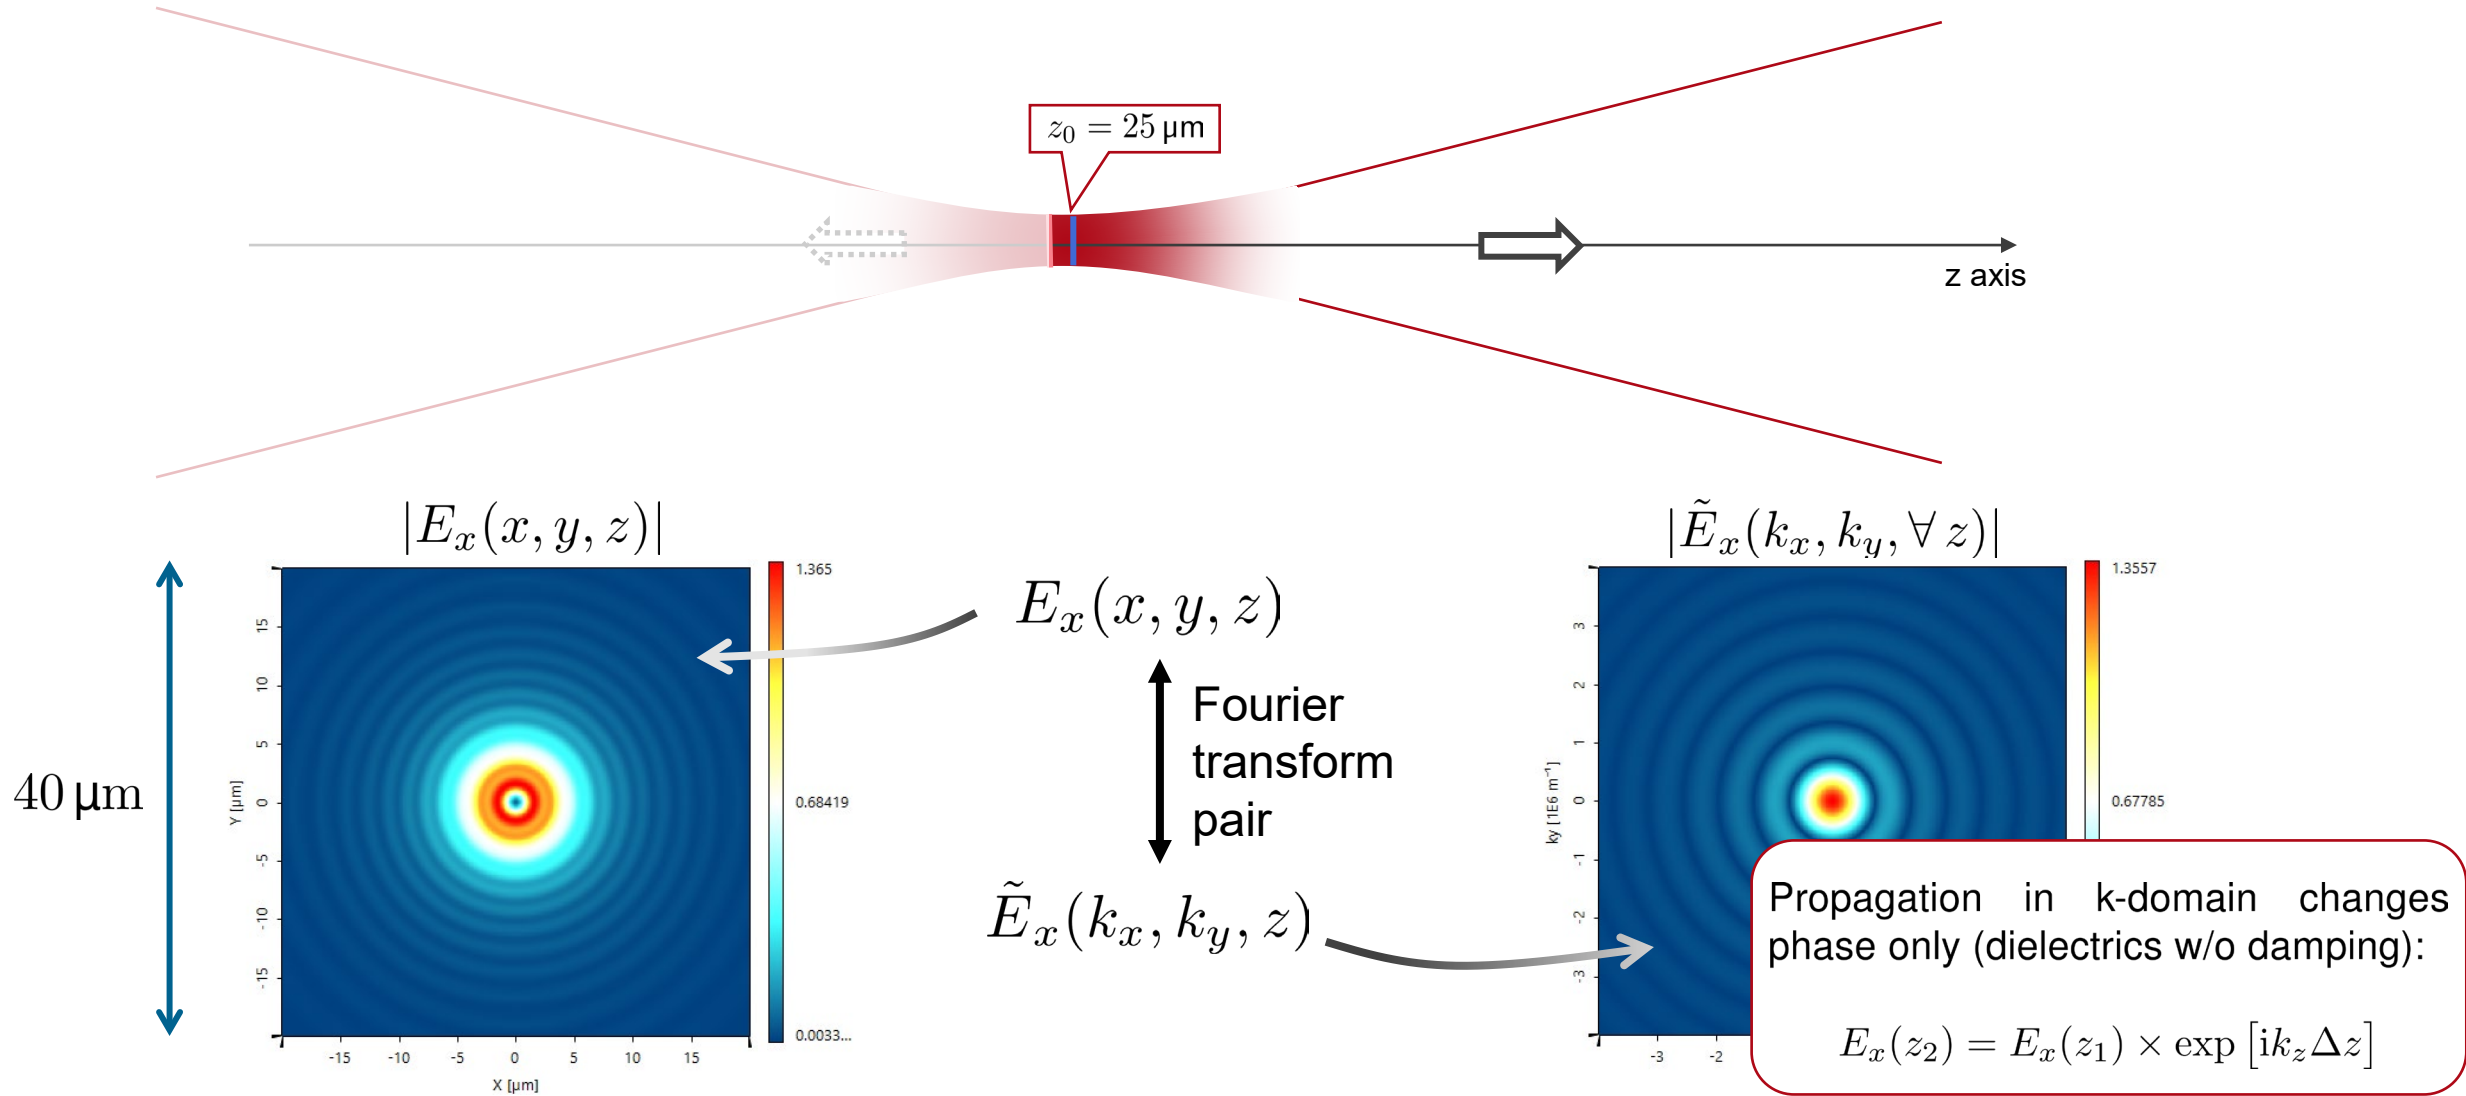 z₀ = 25 µm
z axis
|Eₓ(x, y, z)|
|Ẽₓ(kₓ, k_y, ∀ z)|
40 µm
1.365
0.68419
0.0033...
Y [µm]
15
10
5
0
-5
-10
-15
-15 -10 -5 0 5 10 15
X [µm]
Eₓ(x, y, z)
Fourier
transform
pair
Ẽₓ(kₓ, k_y, z)
1.3557
0.67785
ky [1E6 m⁻¹]
3
2
1
0
-1
-2
-3
-3 -2
Propagation in k-domain changes
phase only (dielectrics w/o damping):
Eₓ(z₂) = Eₓ(z₁) × exp [ik_zΔz]